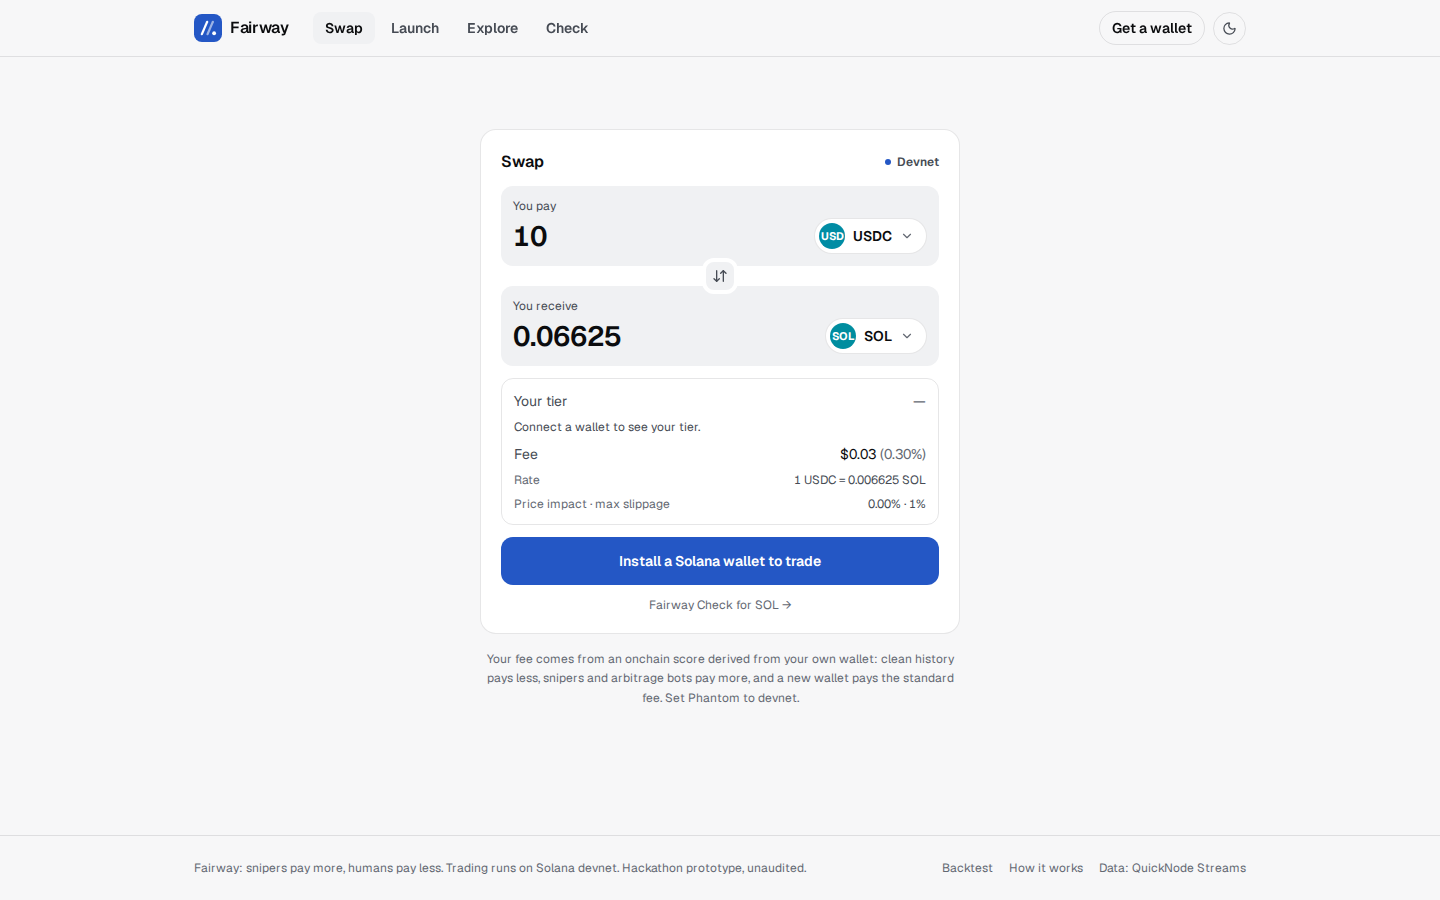 Fairway
Swap
Launch
Explore
Check
Get a wallet
Swap
Devnet
You pay
10
USD
USDC
You receive
0.06625
SOL
SOL
Your tier
—
Connect a wallet to see your tier.
Fee
$0.03 (0.30%)
Rate
1 USDC = 0.006625 SOL
Price impact · max slippage
0.00% · 1%
Install a Solana wallet to trade
Fairway Check for SOL →
Your fee comes from an onchain score derived from your own wallet: clean history
pays less, snipers and arbitrage bots pay more, and a new wallet pays the standard
fee. Set Phantom to devnet.
Fairway: snipers pay more, humans pay less. Trading runs on Solana devnet. Hackathon prototype, unaudited.
Backtest
How it works
Data: QuickNode Streams